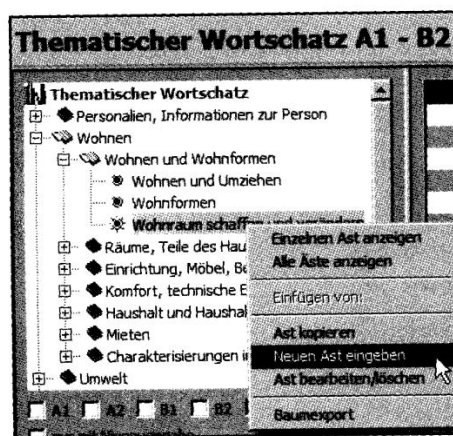 Thematischer Wortschatz A1 - B2
Thematischer Wortschatz
Personalien, Informationen zur Person
Wohnen
Wohnen und Wohnformen
Wohnen und Umziehen
Wohnformen
Wohnraum schaffen und verändern
Räume, Teile des Hau
Einrichtung, Möbel, Be
Komfort, technische E
Haushalt und Haushal
Mieten
Charakterisierungen i
Umwelt
Einzelnen Ast anzeigen
Alle Äste anzeigen
Einfügen von:
Ast kopieren
Neuen Ast eingeben
Ast bearbeiten/löschen
Baumexport
A1 A2 B1 B2